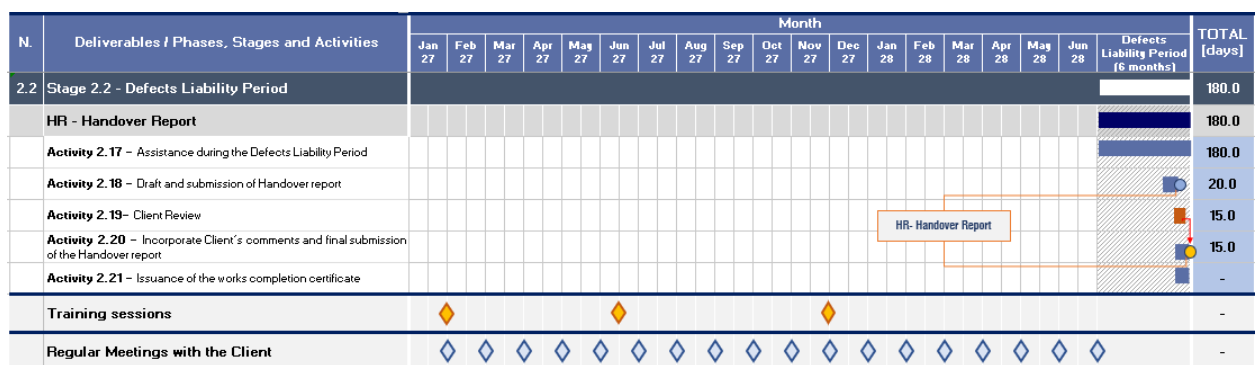 Month
N.
Deliverables / Phases, Stages and Activities
Jan 27
Feb 27
Mar 27
Apr 27
May 27
Jun 27
Jul 27
Aug 27
Sep 27
Oct 27
Nov 27
Dec 27
Jan 28
Feb 28
Mar 28
Apr 28
May 28
Jun 28
Defects
Liability Period
(6 months)
TOTAL
[days]
2.2 Stage 2.2 - Defects Liability Period 180.0
HR - Handover Report 180.0
Activity 2.17 – Assistance during the Defects Liability Period 180.0
Activity 2.18 – Draft and submission of Handover report 20.0
Activity 2.19– Client Review 15.0
HR- Handover Report
Activity 2.20 – Incorporate Client's comments and final submission
of the Handover report 15.0
Activity 2.21 – Issuance of the works completion certificate -
Training sessions -
Regular Meetings with the Client -